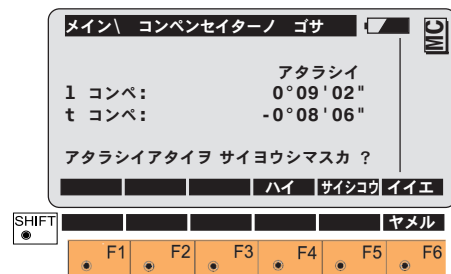 メイン\ コンペンセイターノ ゴサ
MC
アタラシイ
l コンペ: 0°09'02"
t コンペ: -0°08'06"
アタラシイアタイヲ サイヨウシマスカ ?
ハイ サイシコウ イイエ
SHIFT ヤメル
F1 F2 F3 F4 F5 F6